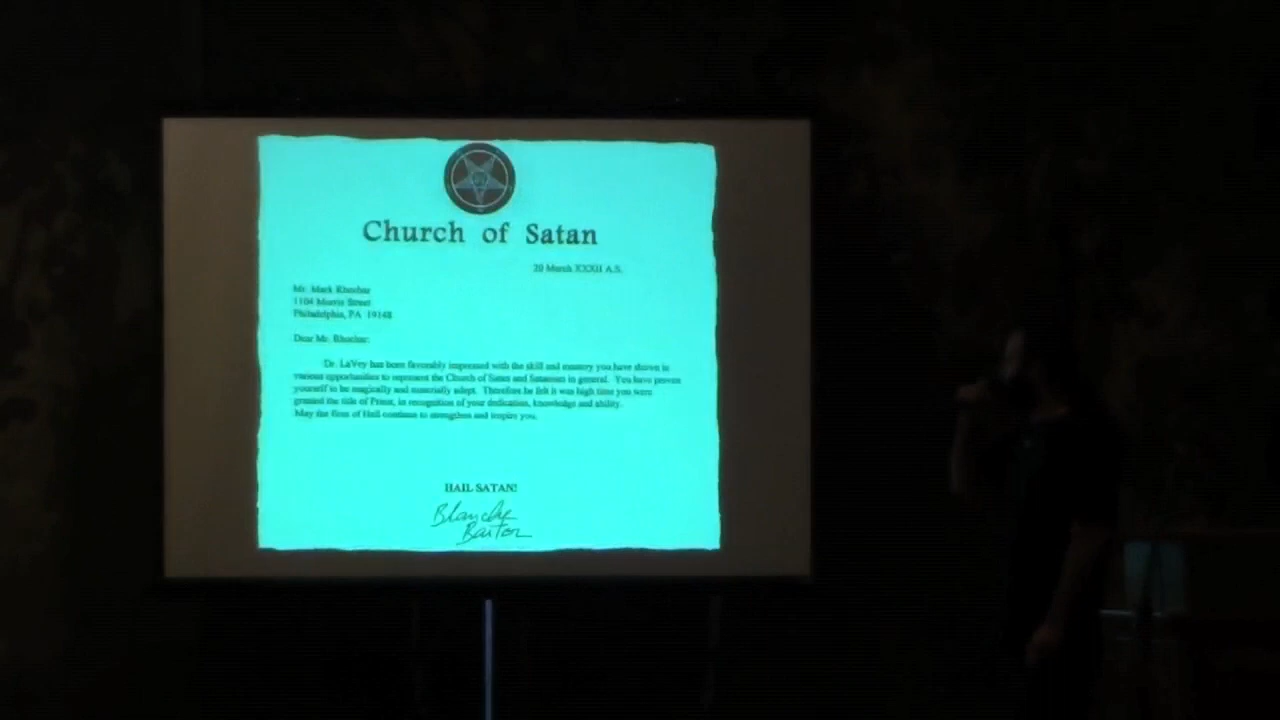 Church of Satan
20 March XXXII A.S.
Mr. Mark
1104 Morris Street
Philadelphia, PA 19148
Dear Mr.
Dr. LaVey has been favorably impressed with the skill and mastery you have shown in
various opportunities to represent the Church of Satan and Satanism in general. You have proven
yourself to be magically and materially adept. Therefore he felt it was high time you were
granted the title of Priest, in recognition of your dedication, knowledge and ability.
May the fires of Hell continue to strengthen and inspire you.
HAIL SATAN!
Blanche
Barton